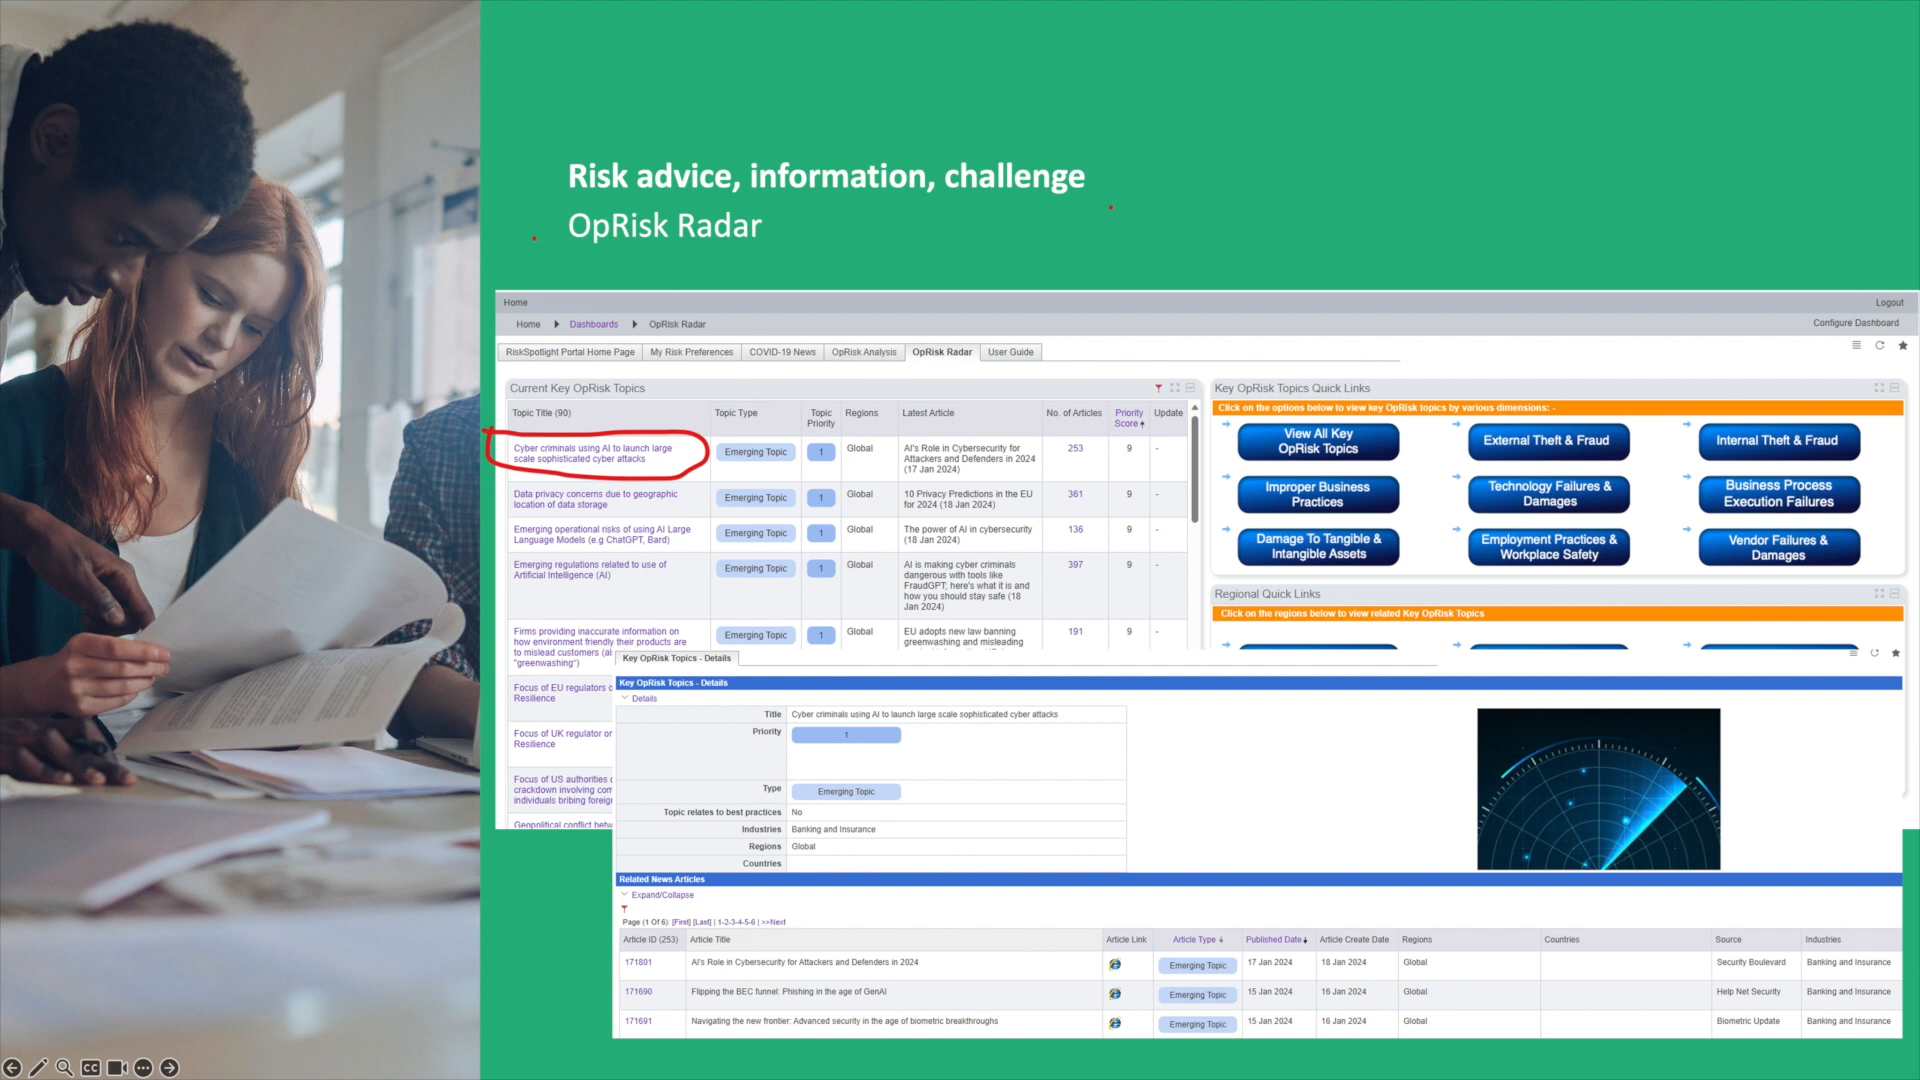 Risk advice, information, challenge
OpRisk Radar
Home
Logout
Home
Dashboards
OpRisk Radar
Configure Dashboard
RiskSpotlight Portal Home Page
My Risk Preferences
COVID-19 News
OpRisk Analysis
OpRisk Radar
User Guide
Current Key OpRisk Topics
Topic Title (90)
Topic Type
Topic
Priority
Regions
Latest Article
No. of Articles
Priority
Score
Update
Cyber criminals using AI to launch large
scale sophisticated cyber attacks
Emerging Topic
1
Global
AI's Role in Cybersecurity for
Attackers and Defenders in 2024
(17 Jan 2024)
253
9
-
Data privacy concerns due to geographic
location of data storage
Emerging Topic
1
Global
10 Privacy Predictions in the EU
for 2024 (18 Jan 2024)
361
9
-
Emerging operational risks of using AI Large
Language Models (e.g ChatGPT, Bard)
Emerging Topic
1
Global
The power of AI in cybersecurity
(18 Jan 2024)
136
9
-
Emerging regulations related to use of
Artificial Intelligence (AI)
Emerging Topic
1
Global
AI is making cyber criminals
dangerous with tools like
FraudGPT; here's what it is and
how you should stay safe (18
Jan 2024)
397
9
-
Firms providing inaccurate information on
how environment friendly their products are
to mislead customers (al
"greenwashing")
Emerging Topic
1
Global
EU adopts new law banning
greenwashing and misleading
191
9
-
Focus of EU regulators o
Resilience
Focus of UK regulator on
Resilience
Focus of US authorities o
crackdown involving com
individuals bribing foreign
Geopolitical conflict betw
Key OpRisk Topics Quick Links
Click on the options below to view key OpRisk topics by various dimensions: -
View All Key
OpRisk Topics
External Theft & Fraud
Internal Theft & Fraud
Improper Business
Practices
Technology Failures &
Damages
Business Process
Execution Failures
Damage To Tangible &
Intangible Assets
Employment Practices &
Workplace Safety
Vendor Failures &
Damages
Regional Quick Links
Click on the regions below to view related Key OpRisk Topics
Key OpRisk Topics - Details
Key OpRisk Topics - Details
Details
Title
Cyber criminals using AI to launch large scale sophisticated cyber attacks
Priority
1
Type
Emerging Topic
Topic relates to best practices
No
Industries
Banking and Insurance
Regions
Global
Countries
Related News Articles
Expand/Collapse
Page (1 Of 6): [First] [Last] | 1-2-3-4-5-6 | >>Next
Article ID (253)
Article Title
Article Link
Article Type
Published Date
Article Create Date
Regions
Countries
Source
Industries
171801
AI's Role in Cybersecurity for Attackers and Defenders in 2024
Emerging Topic
17 Jan 2024
18 Jan 2024
Global
Security Boulevard
Banking and Insurance
171690
Flipping the BEC funnel: Phishing in the age of GenAI
Emerging Topic
15 Jan 2024
16 Jan 2024
Global
Help Net Security
Banking and Insurance
171691
Navigating the new frontier: Advanced security in the age of biometric breakthroughs
Emerging Topic
15 Jan 2024
16 Jan 2024
Global
Biometric Update
Banking and Insurance
CC